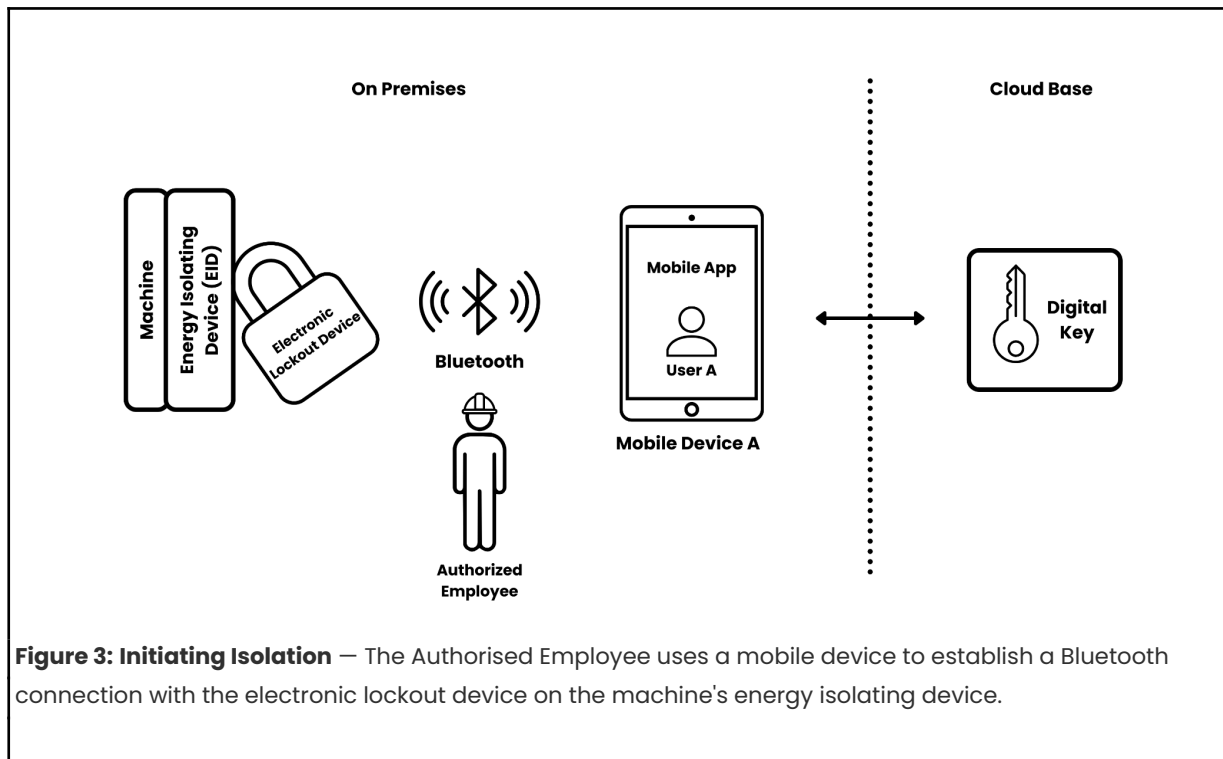 On Premises
Cloud Base
Machine
Energy Isolating
Device (EID)
Electronic
Lockout Device
Bluetooth
Mobile App
User A
Mobile Device A
Digital
Key
Authorized
Employee
Figure 3: Initiating Isolation — The Authorised Employee uses a mobile device to establish a Bluetooth
connection with the electronic lockout device on the machine's energy isolating device.